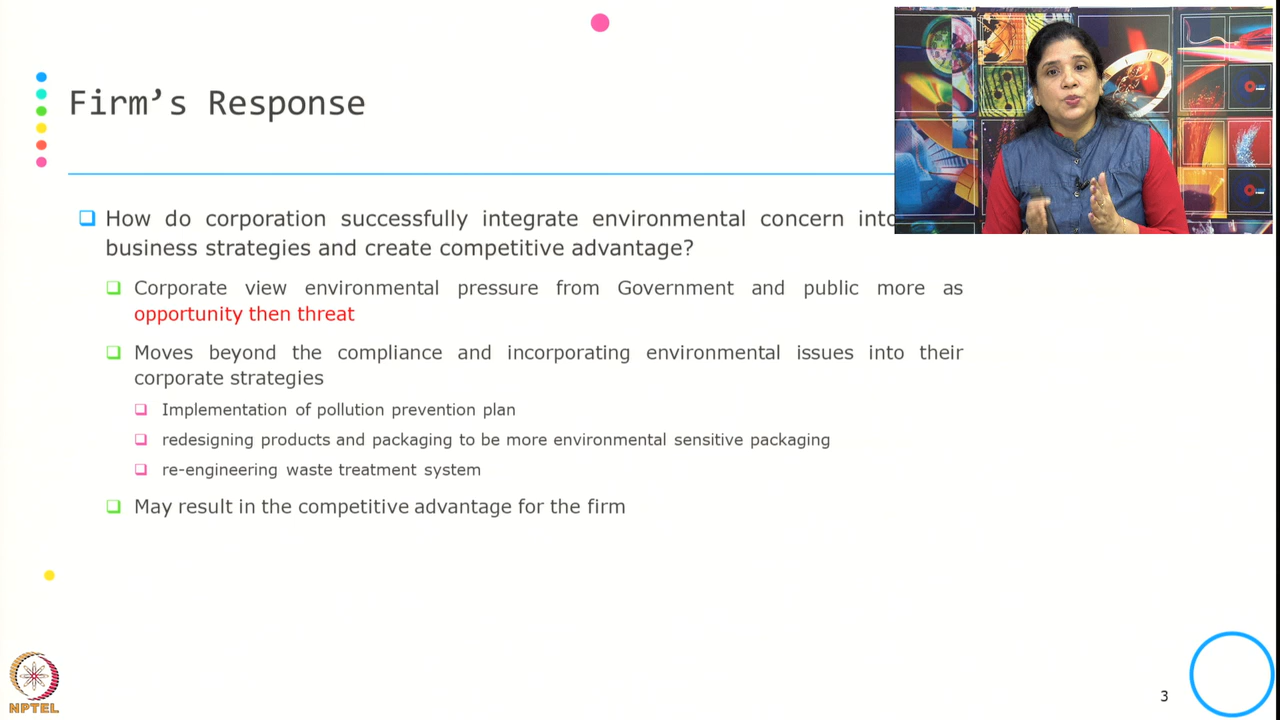 Firm's Response
❑ How do corporation successfully integrate environmental concern into
business strategies and create competitive advantage?
❑ Corporate view environmental pressure from Government and public more as
opportunity then threat
❑ Moves beyond the compliance and incorporating environmental issues into their
corporate strategies
❑ Implementation of pollution prevention plan
❑ redesigning products and packaging to be more environmental sensitive packaging
❑ re-engineering waste treatment system
❑ May result in the competitive advantage for the firm
NPTEL
3